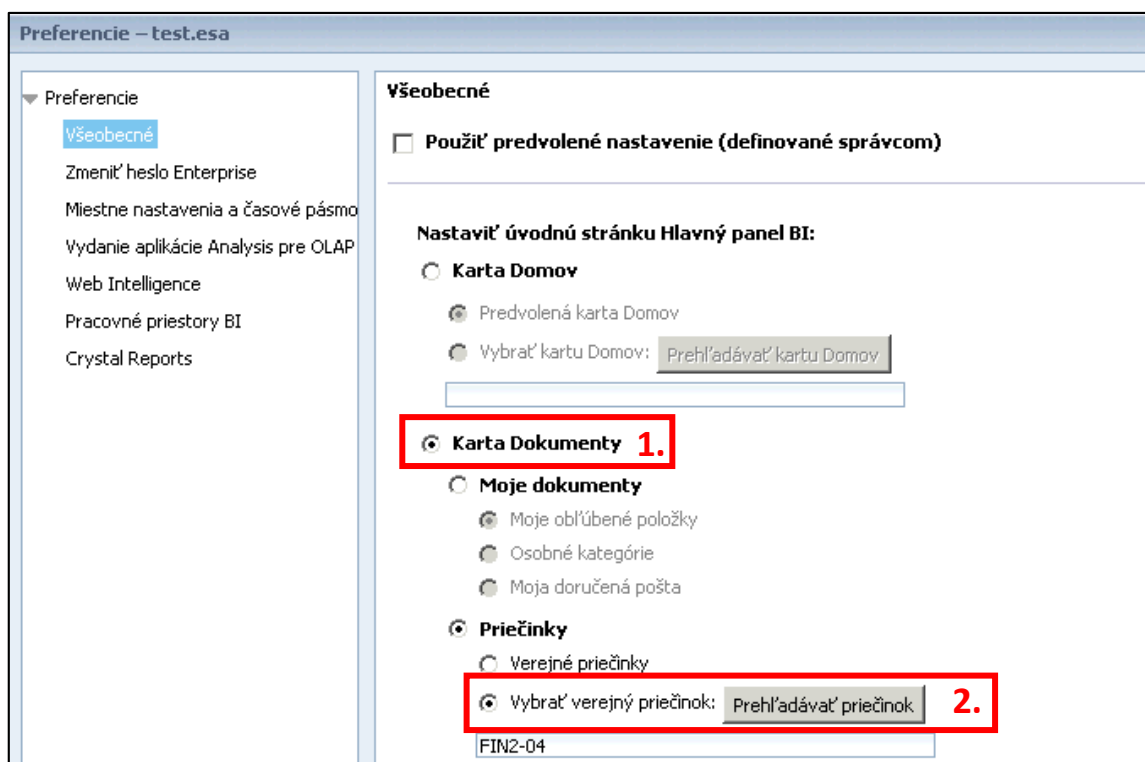 Preferencie – test.esa
Preferencie
Všeobecné
Zmeniť heslo Enterprise
Miestne nastavenia a časové pásmo
Vydanie aplikácie Analysis pre OLAP
Web Intelligence
Pracovné priestory BI
Crystal Reports
Všeobecné
Použiť predvolené nastavenie (definované správcom)
Nastaviť úvodnú stránku Hlavný panel BI:
Karta Domov
Predvolená karta Domov
Vybrať kartu Domov: Prehľadávať kartu Domov
Karta Dokumenty 1.
Moje dokumenty
Moje obľúbené položky
Osobné kategórie
Moja doručená pošta
Priečinky
Verejné priečinky
Vybrať verejný priečinok: Prehľadávať priečinok 2.
FIN2-04